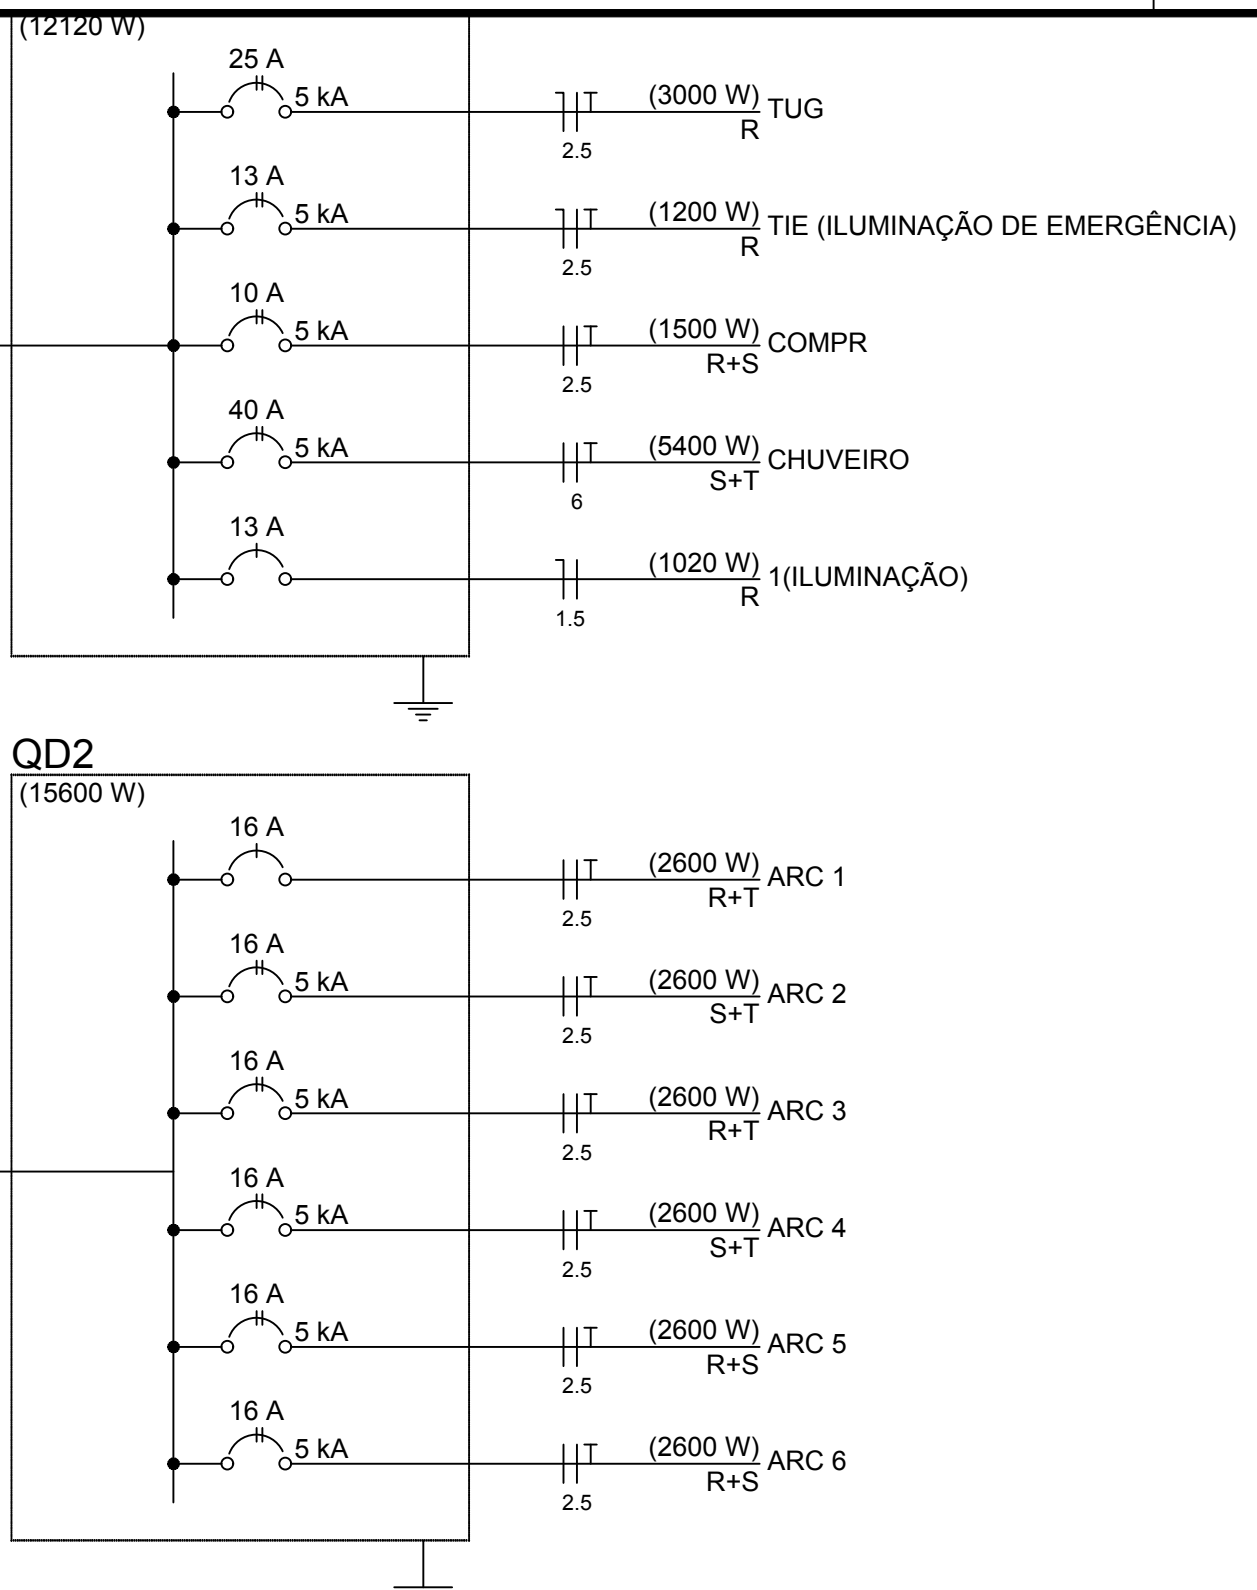 (12120 W)
25 A
5 kA
(3000 W)
TUG
R
2.5
13 A
5 kA
(1200 W)
TIE (ILUMINAÇÃO DE EMERGÊNCIA)
R
2.5
10 A
5 kA
(1500 W)
COMPR
R+S
2.5
40 A
5 kA
(5400 W)
CHUVEIRO
S+T
6
13 A
(1020 W)
1(ILUMINAÇÃO)
R
1.5
QD2
(15600 W)
16 A
(2600 W)
ARC 1
R+T
2.5
16 A
5 kA
(2600 W)
ARC 2
S+T
2.5
16 A
5 kA
(2600 W)
ARC 3
R+T
2.5
16 A
5 kA
(2600 W)
ARC 4
S+T
2.5
16 A
5 kA
(2600 W)
ARC 5
R+S
2.5
16 A
5 kA
(2600 W)
ARC 6
R+S
2.5